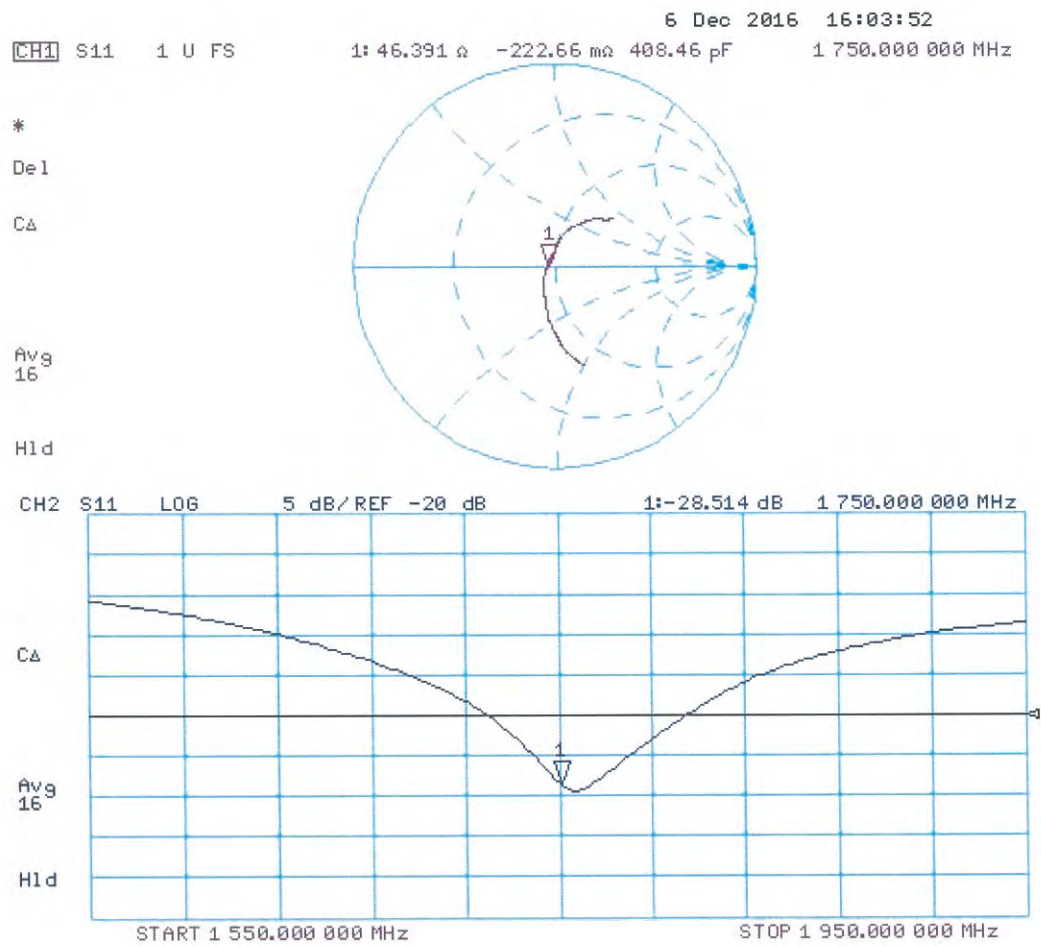 6 Dec 2016 16:03:52
CH1 S11 1 U FS 1: 46.391 Ω -222.66 mΩ 408.46 pF 1 750.000 000 MHz
*
Del
1
CΔ
Avg
16
Hld
CH2 S11 LOG 5 dB/REF -20 dB 1:-28.514 dB 1 750.000 000 MHz
CΔ
1
Avg
16
Hld
START 1 550.000 000 MHz STOP 1 950.000 000 MHz